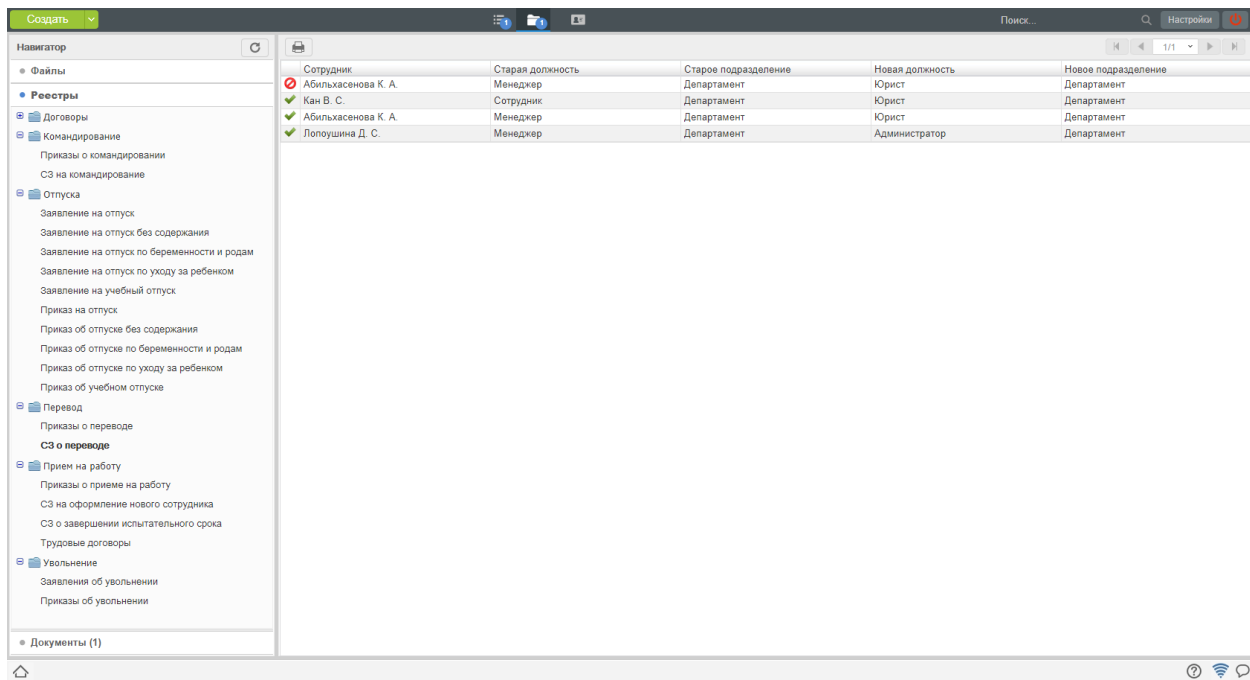 Создать
1
1
Поиск...
Настройки
Навигатор
1/1
Файлы
Реестры
Договоры
Командирование
Приказы о командировании
СЗ на командирование
Отпуска
Заявление на отпуск
Заявление на отпуск без содержания
Заявление на отпуск по беременности и родам
Заявление на отпуск по уходу за ребенком
Заявление на учебный отпуск
Приказ на отпуск
Приказ об отпуске без содержания
Приказ об отпуске по беременности и родам
Приказ об отпуске по уходу за ребенком
Приказ об учебном отпуске
Перевод
Приказы о переводе
СЗ о переводе
Прием на работу
Приказы о приеме на работу
СЗ на оформление нового сотрудника
СЗ о завершении испытательного срока
Трудовые договоры
Увольнение
Заявления об увольнении
Приказы об увольнении
Документы (1)
Сотрудник Старая должность Старое подразделение Новая должность Новое подразделение
Абильхасенова К. А. Менеджер Департамент Юрист Департамент
Кан В. С. Сотрудник Департамент Юрист Департамент
Абильхасенова К. А. Менеджер Департамент Юрист Департамент
Лопоушина Д. С. Менеджер Департамент Администратор Департамент